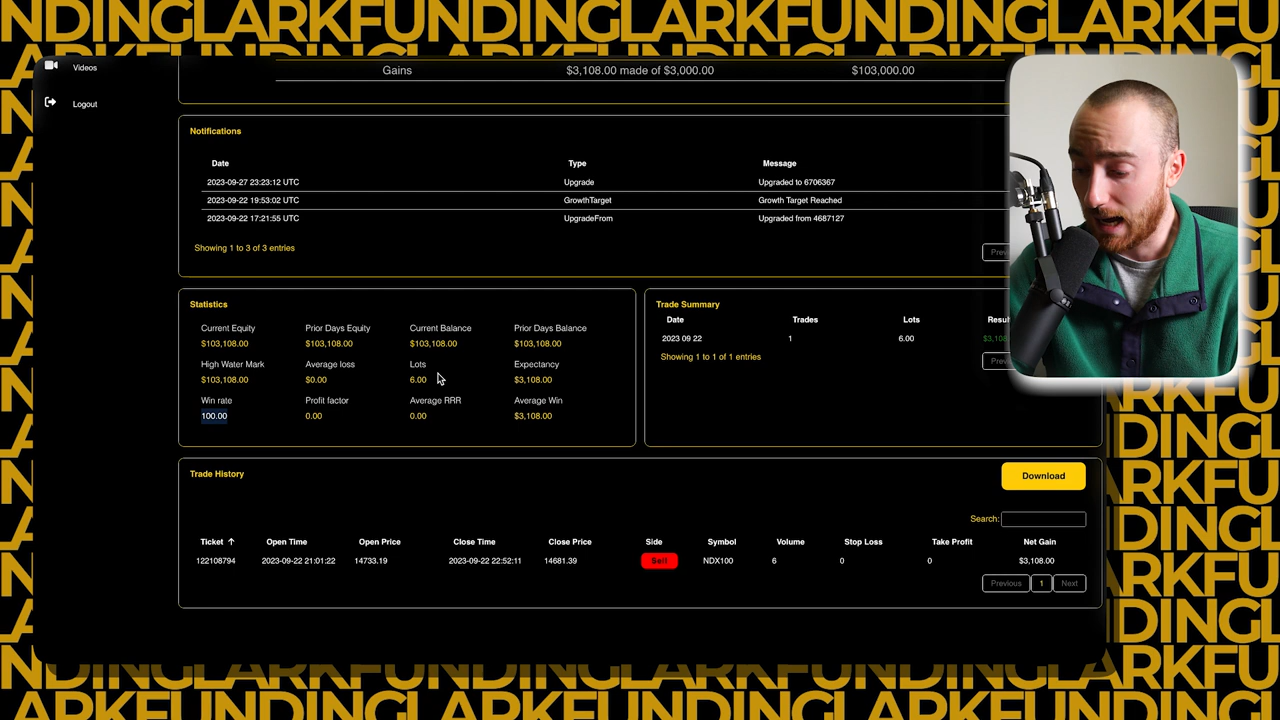 NDINGLARKFUNDINGLARKFUNDINGLARKFUNDINGL
Videos
Logout
Gains $3,108.00 made of $3,000.00 $103,000.00
Notifications
Date Type Message
2023-09-27 23:23:12 UTC Upgrade Upgraded to 6706367
2023-09-22 19:53:02 UTC GrowthTarget Growth Target Reached
2023-09-22 17:21:55 UTC UpgradeFrom Upgraded from 4687127
Showing 1 to 3 of 3 entries
Statistics
Current Equity Prior Days Equity Current Balance Prior Days Balance
$103,108.00 $103,108.00 $103,108.00 $103,108.00
High Water Mark Average loss Lots Expectancy
$103,108.00 $0.00 6.00 $3,108.00
Win rate Profit factor Average RRR Average Win
100.00 0.00 0.00 $3,108.00
Trade Summary
Date Trades Lots
2023 09 22 1 6.00
Showing 1 to 1 of 1 entries
Trade History
Download
Search:
Ticket Open Time Open Price Close Time Close Price Side Symbol Volume Stop Loss Take Profit Net Gain
122108794 2023-09-22 21:01:22 14733.19 2023-09-22 22:52:11 14681.39 Sell NDX100 6 0 0 $3,108.00
Previous 1 Next